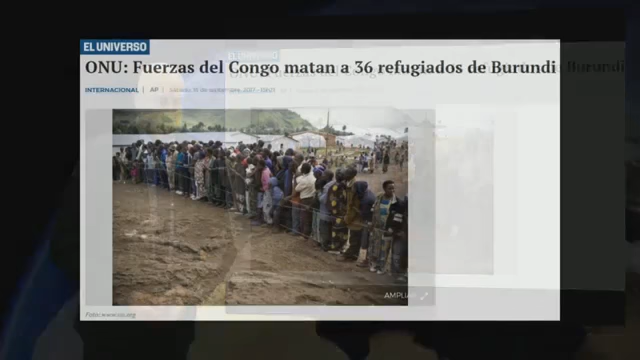 EL UNIVERSO
ONU: Fuerzas del Congo matan a 36 refugiados de Burundi
INTERNACIONAL | AP
AMPLIAR